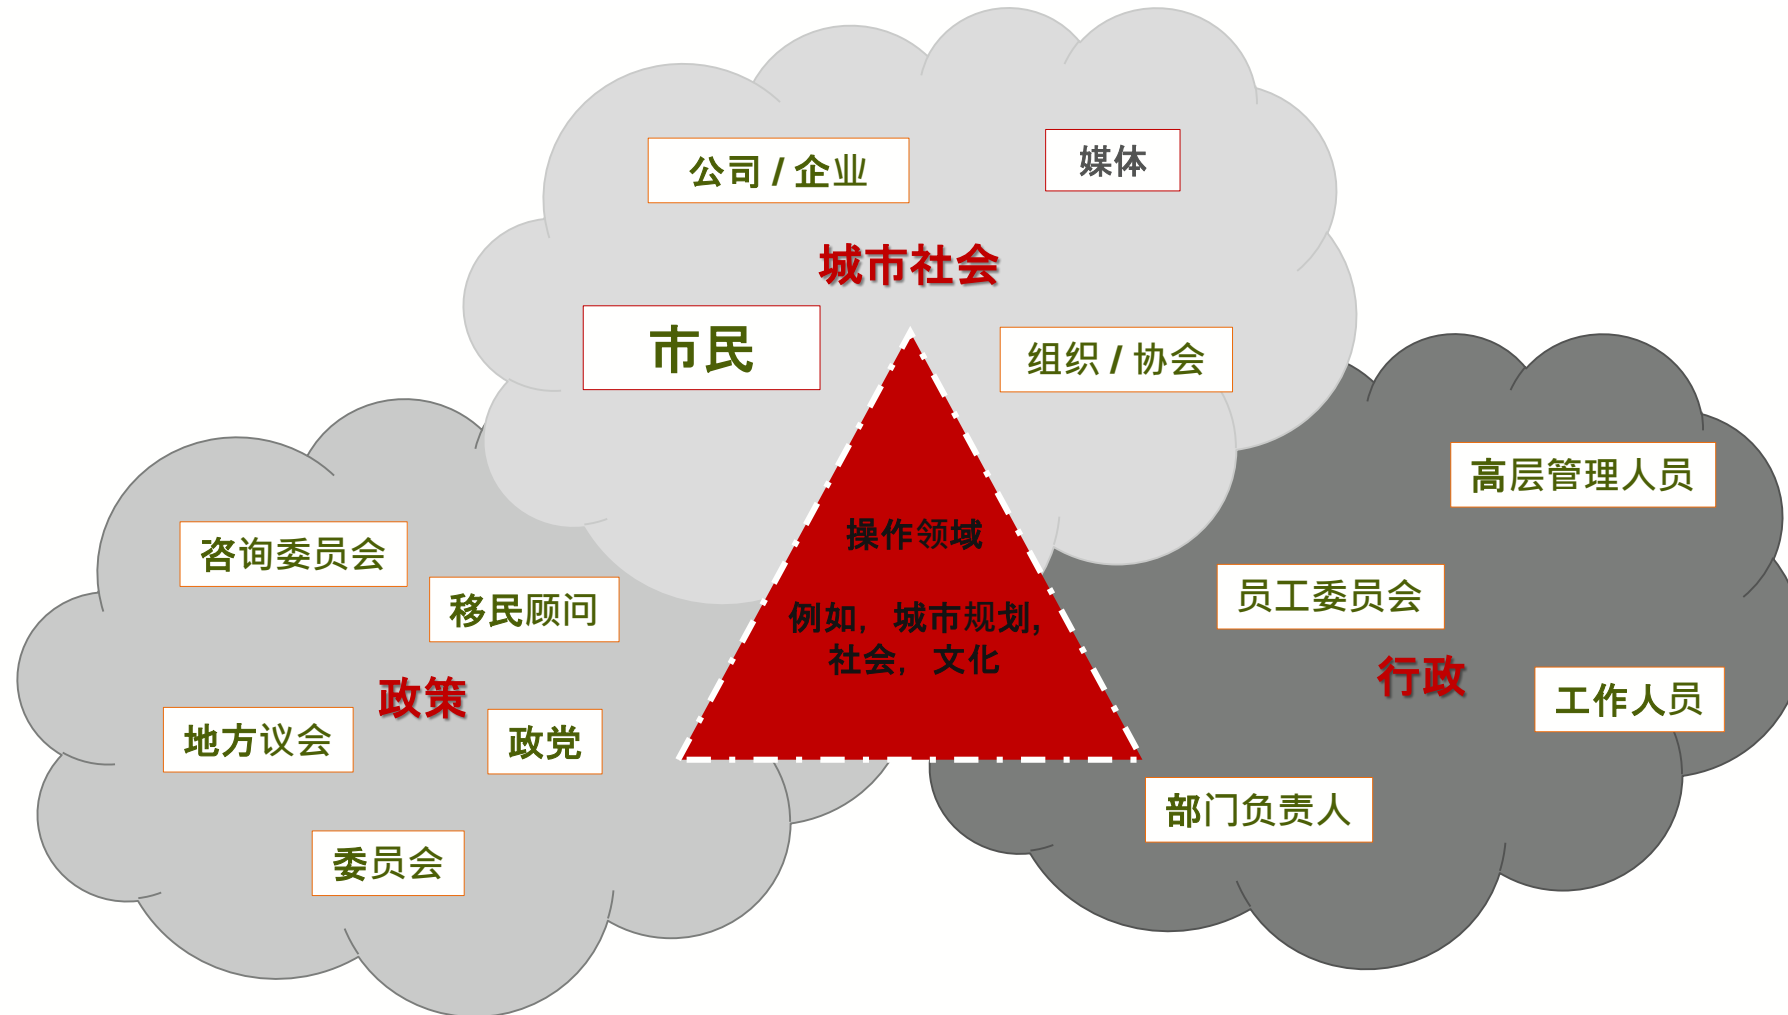 公司 / 企业
媒体
城市社会
市民
组织 / 协会
操作领域
例如，城市规划，
社会，文化
咨询委员会
移民顾问
政策
地方议会
政党
委员会
高层管理人员
员工委员会
行政
工作人员
部门负责人